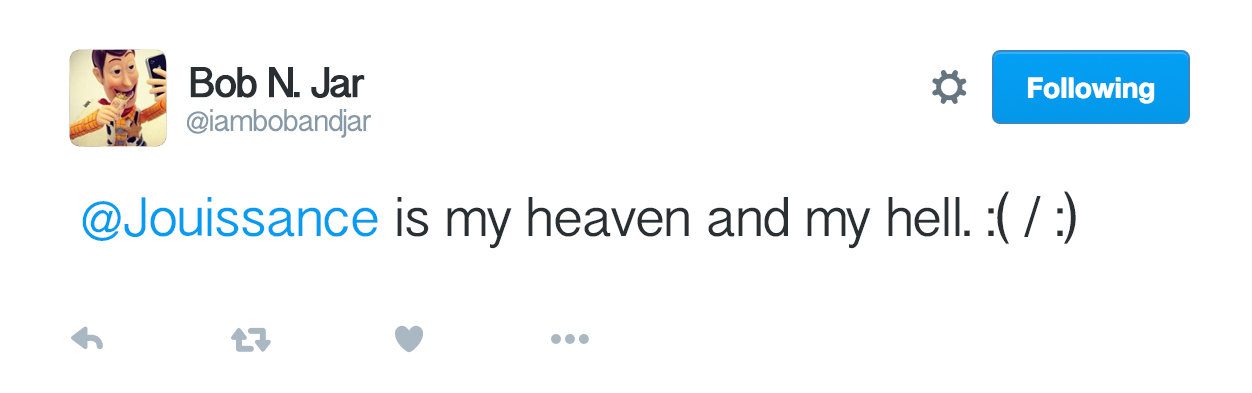 Bob N. Jar
@iambobandjar
Following
@Jouissance is my heaven and my hell. :( / :)